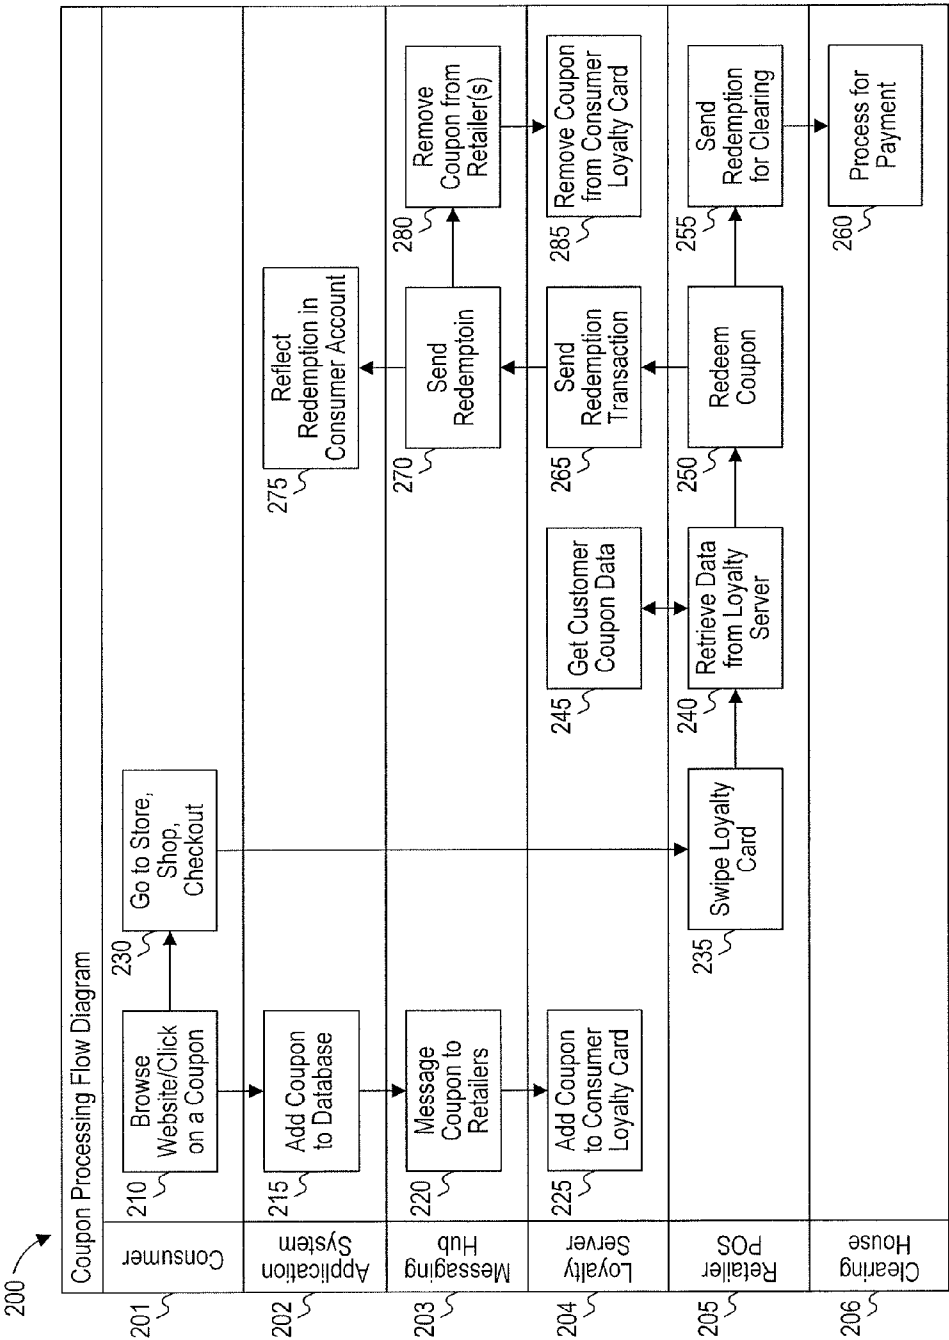 200
Coupon Processing Flow Diagram
201
Consumer
210
Browse
Website/Click
on a Coupon
230
Go to Store,
Shop,
Checkout
202
Application
System
215
Add Coupon
to Database
275
Reflect
Redemption in
Consumer Account
203
Messaging
Hub
220
Message
Coupon to
Retailers
270
Send
Redemptoin
280
Remove
Coupon from
Retailer(s)
204
Loyalty
Server
225
Add Coupon
to Consumer
Loyalty Card
245
Get Customer
Coupon Data
265
Send
Redemption
Transaction
285
Remove Coupon
from Consumer
Loyalty Card
205
Retailer
POS
235
Swipe Loyalty
Card
240
Retrieve Data
from Loyalty
Server
250
Redeem
Coupon
255
Send
Redemption
for Clearing
206
Clearing
House
260
Process for
Payment